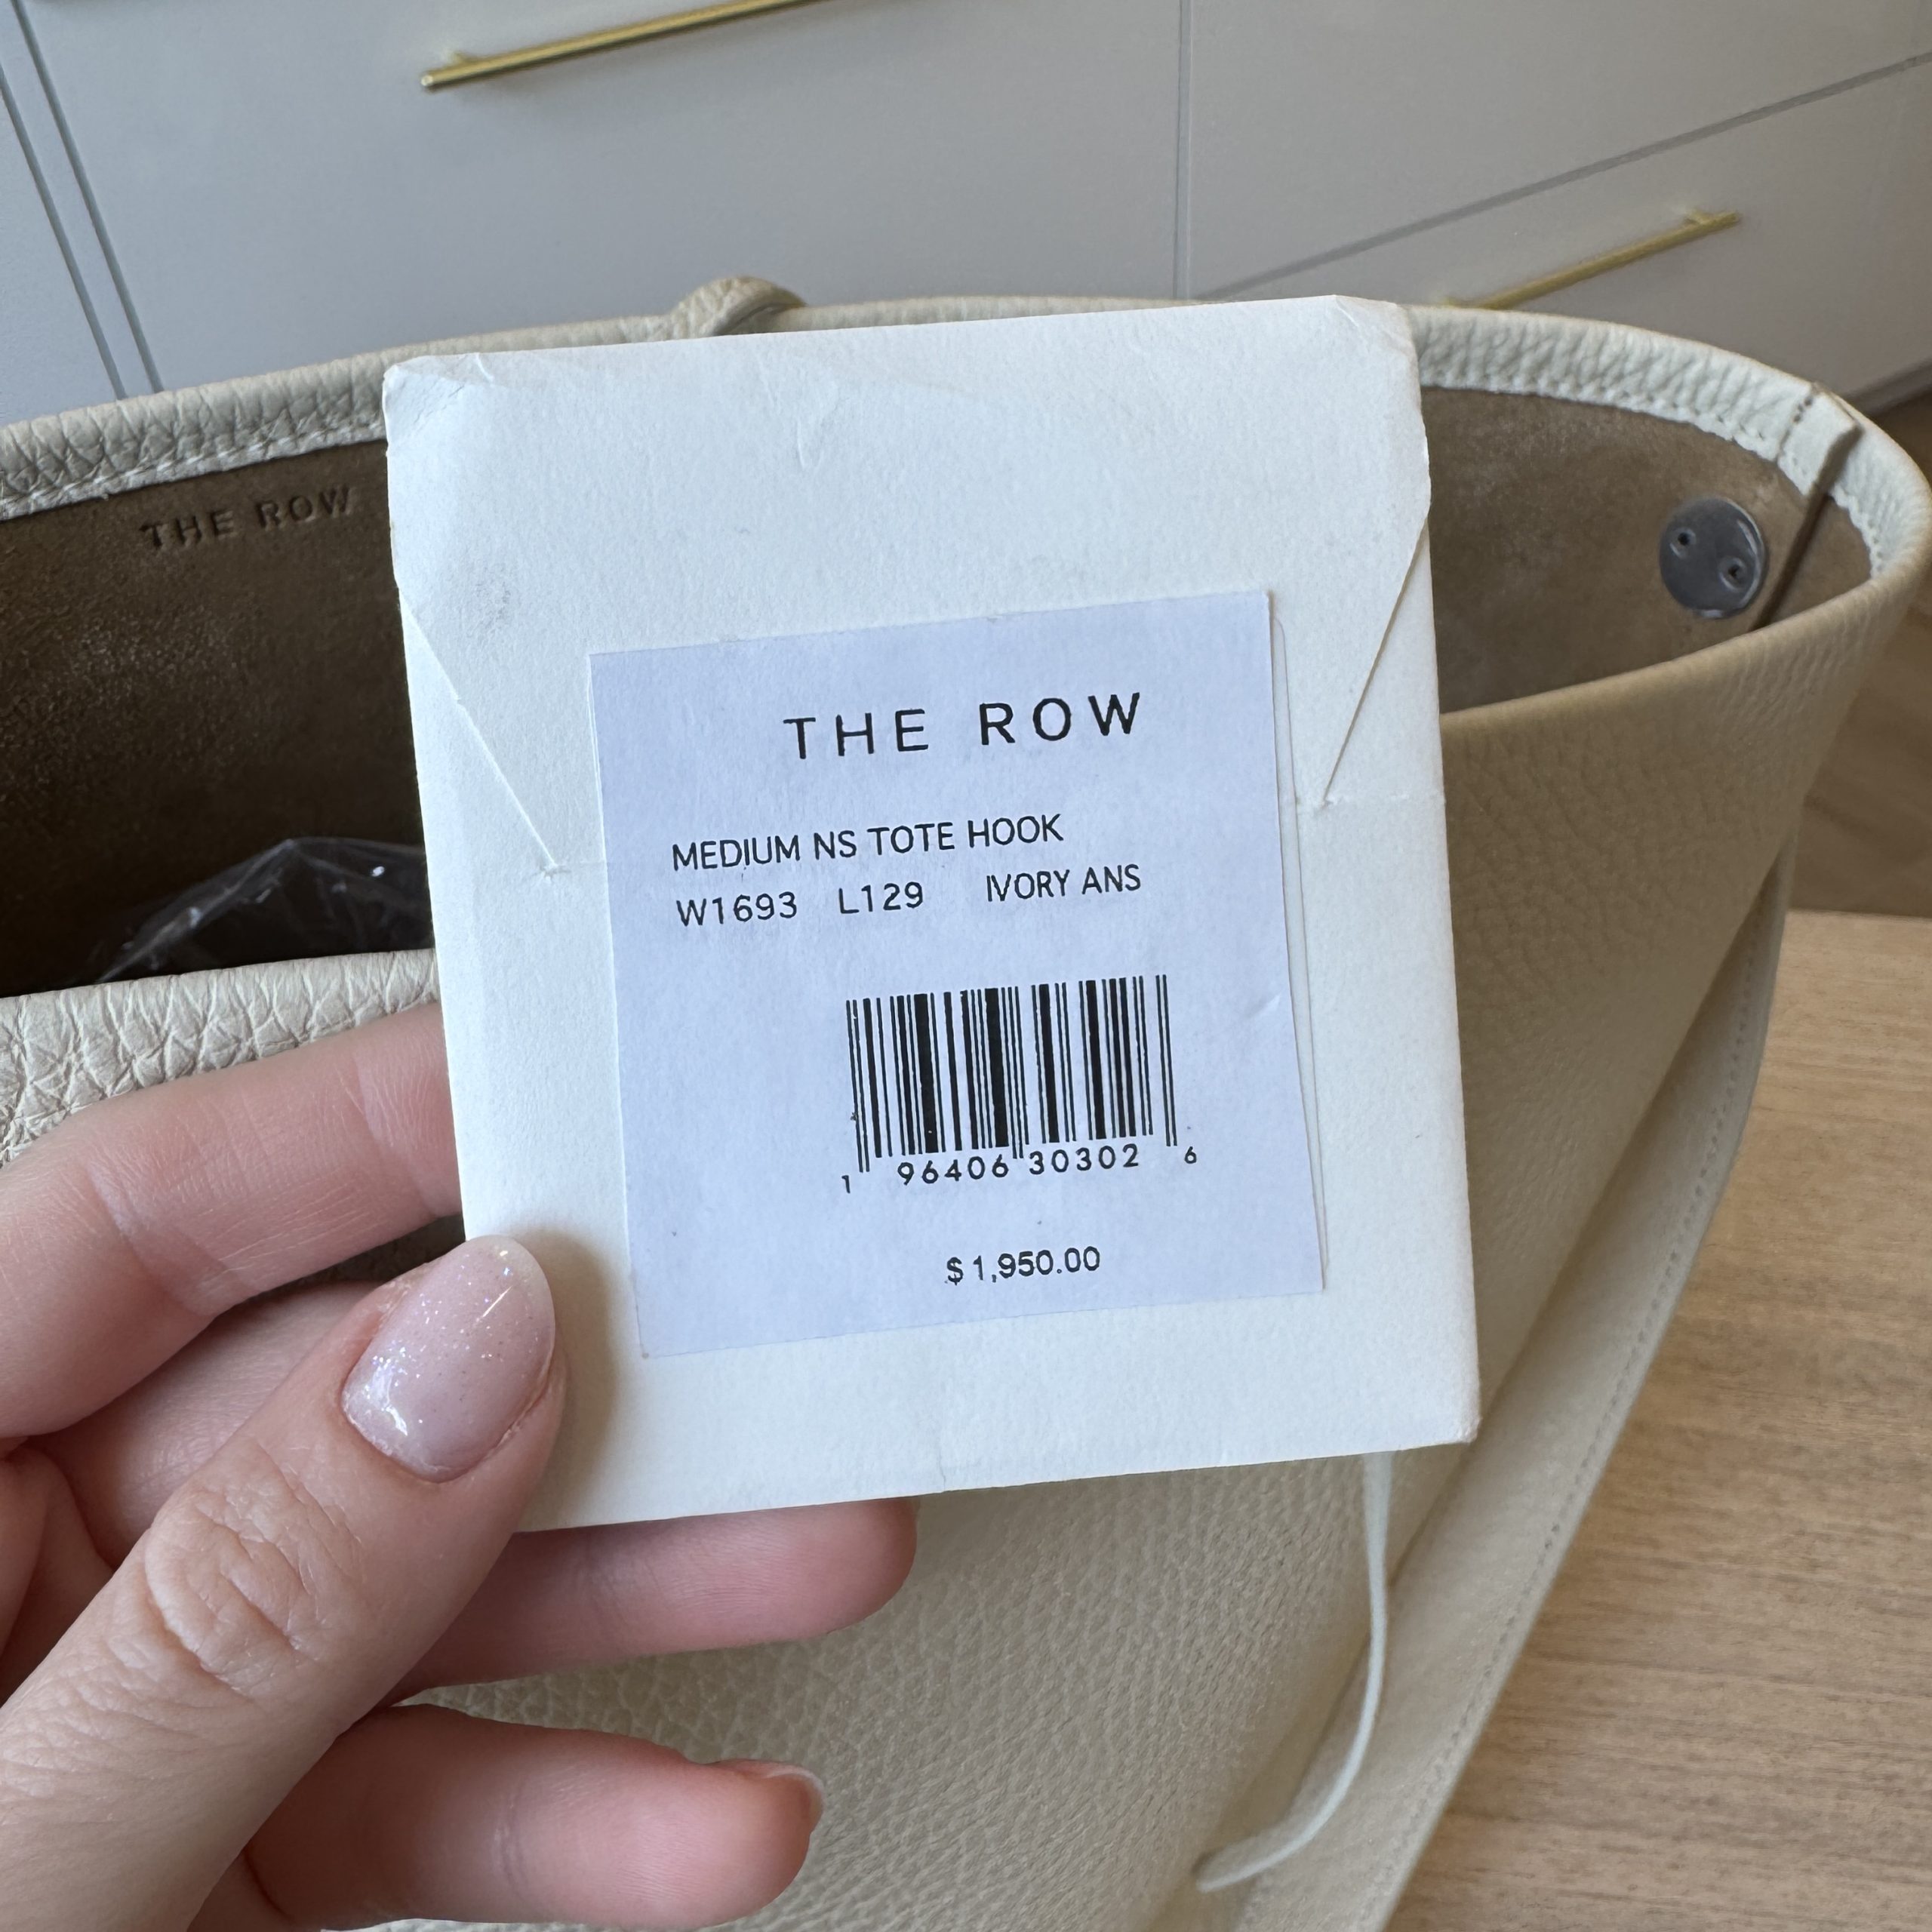 THE ROW
THE ROW
MEDIUM NS TOTE HOOK
W1693 L129 IVORY ANS
1 96406 30302 6
$1,950.00